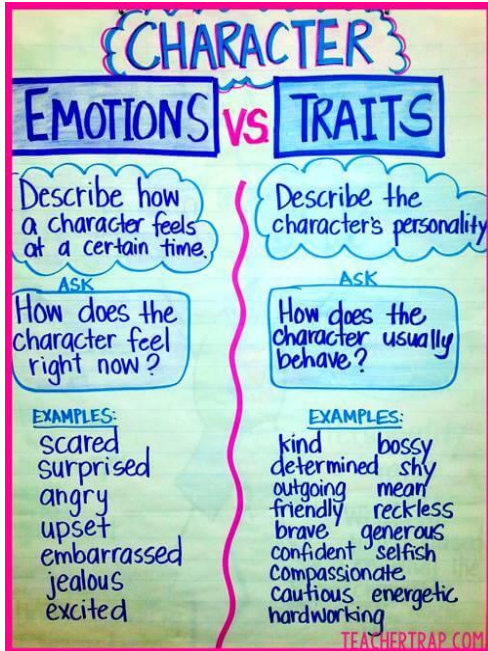 CHARACTER
EMOTIONS VS TRAITS
Describe how
a character feels
at a certain time.
ASK
How does the
character feel
right now?
EXAMPLES:
scared
surprised
angry
upset
embarrassed
jealous
excited
Describe the
character's personality
ASK
How does the
character usually
behave?
EXAMPLES:
kind bossy
determined shy
outgoing mean
friendly reckless
brave generous
confident selfish
compassionate
cautious energetic
hardworking
TEACHERTRAP.COM